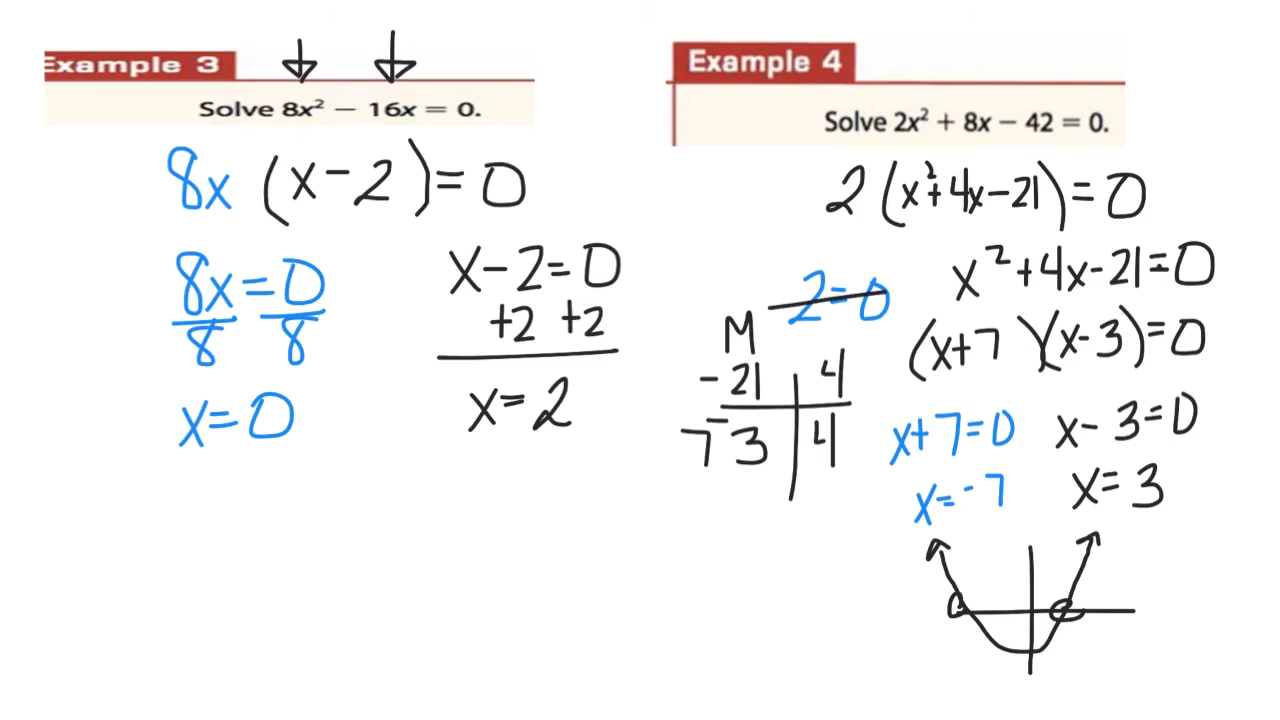 Example 3
Solve 8x² − 16x = 0.
8x (x-2)=0
8x=0
8 8
x=0
x-2=0
+2 +2
x=2
Example 4
Solve 2x² + 8x − 42 = 0.
2(x²+4x-21)=0
2=0
x²+4x-21=0
(x+7)(x-3)=0
M
-21 4
7 -3 4
x+7=0
x=-7
x-3=0
x=3